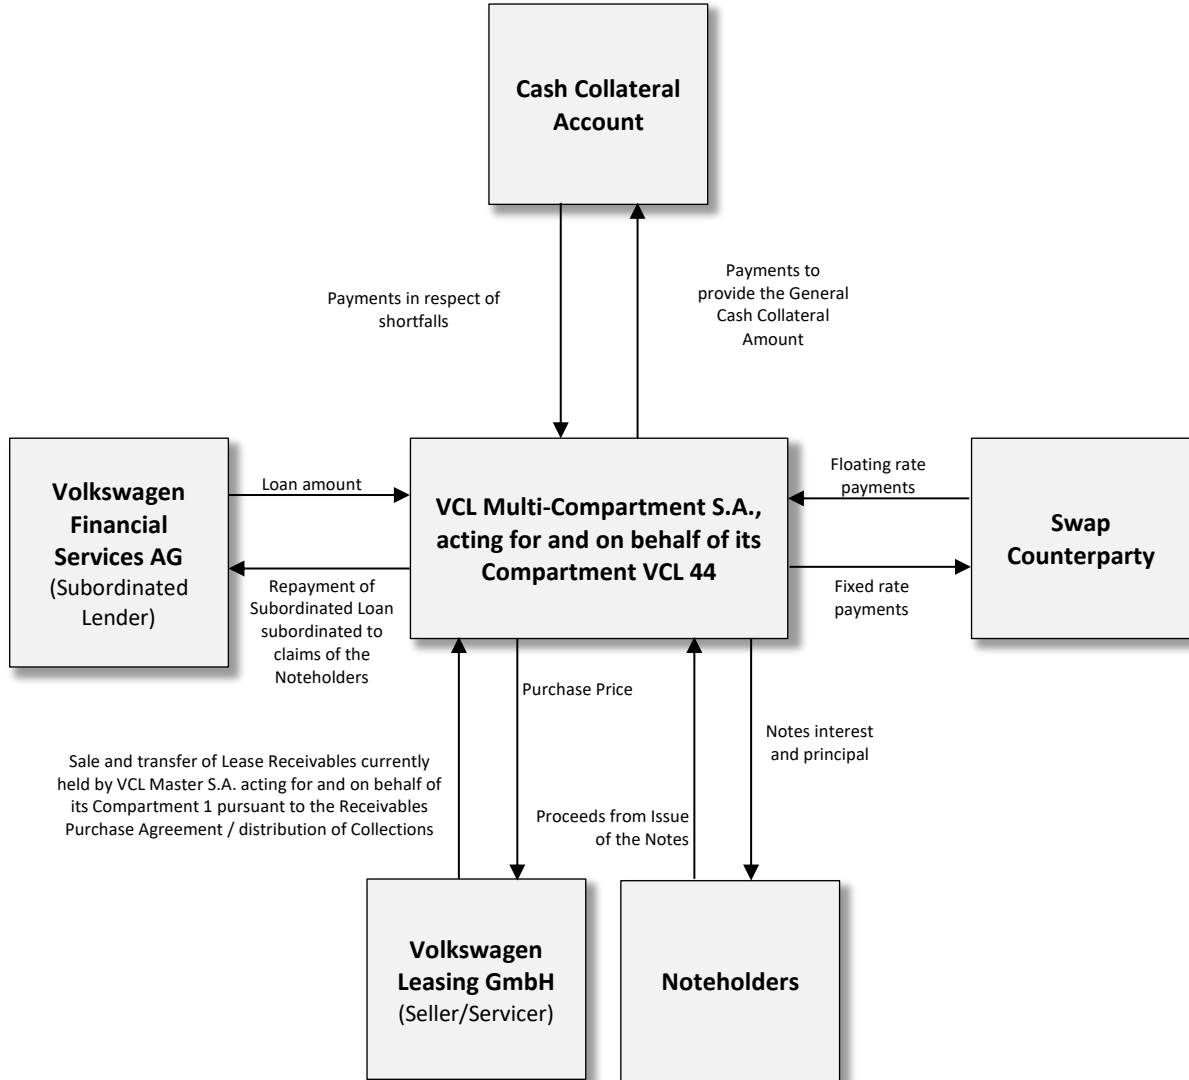 Cash Collateral
Account
Payments in respect of
shortfalls
Payments to
provide the General
Cash Collateral
Amount
Volkswagen
Financial
Services AG
(Subordinated
Lender)
Loan amount
Repayment of
Subordinated Loan
subordinated to
claims of the
Noteholders
VCL Multi-Compartment S.A.,
acting for and on behalf of its
Compartment VCL 44
Floating rate
payments
Fixed rate
payments
Swap
Counterparty
Sale and transfer of Lease Receivables currently
held by VCL Master S.A. acting for and on behalf of
its Compartment 1 pursuant to the Receivables
Purchase Agreement / distribution of Collections
Purchase Price
Proceeds from Issue
of the Notes
Notes interest
and principal
Volkswagen
Leasing GmbH
(Seller/Servicer)
Noteholders